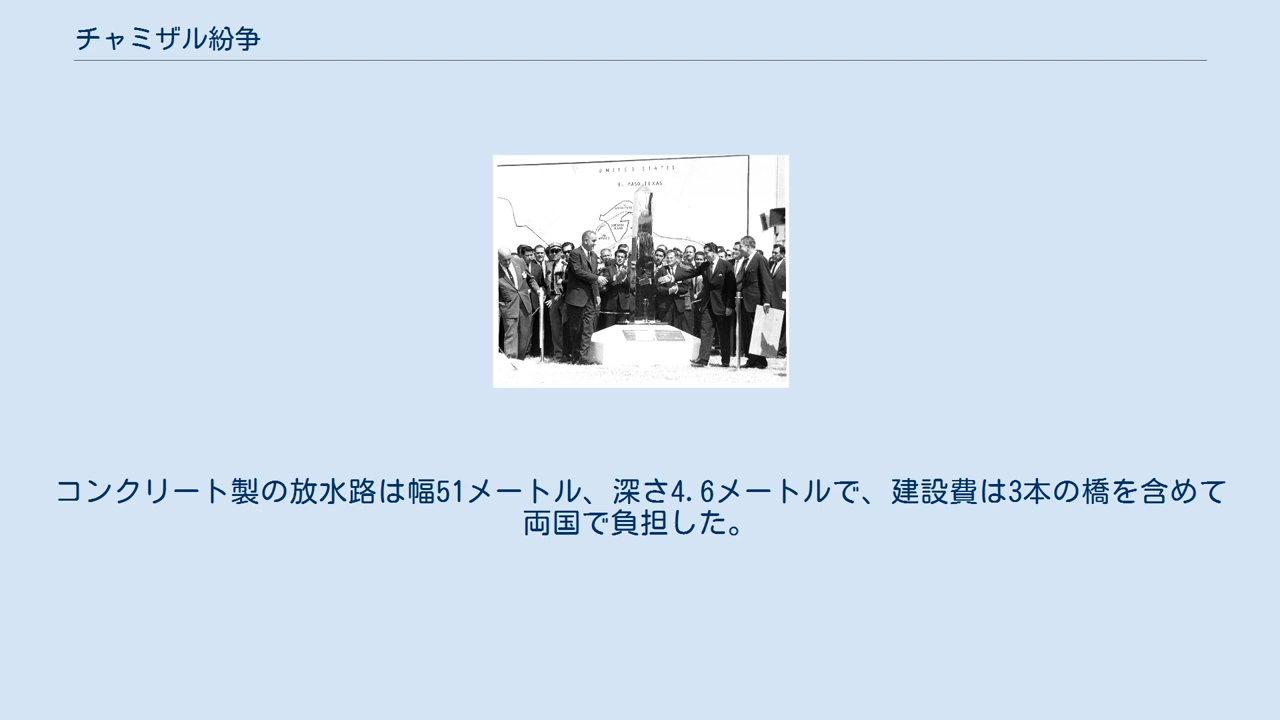 チャミザル紛争
UNITED STATES
EL PASO, TEXAS
コンクリート製の放水路は幅51メートル、深さ4.6メートルで、建設費は3本の橋を含めて
両国で負担した。